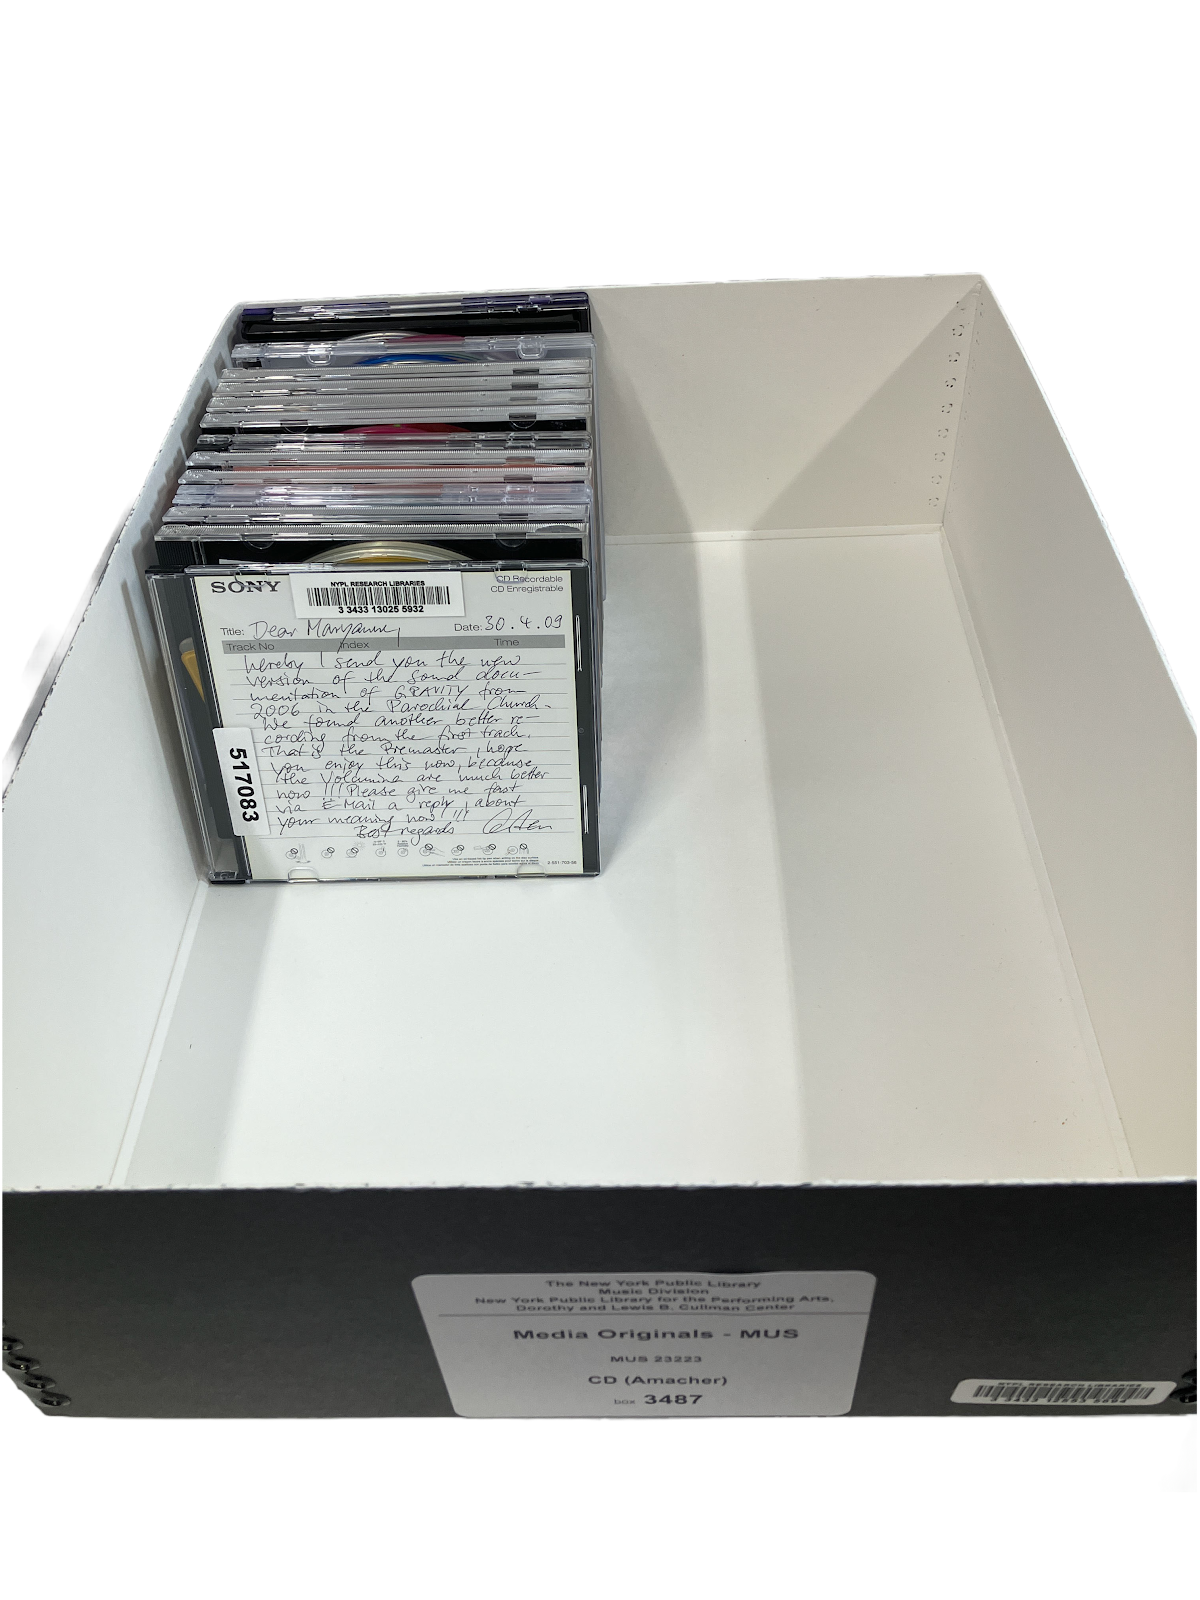 SONY
NYPL RESEARCH LIBRARIES
3 3433 13025 5932
CD Recordable
CD Enregistrable
Title: Dear Maryanne,
Date: 30.4.09
Track No Index Time
hereby I send you the new
version of the sound docu-
mentation of GRAVITY from
2006 in the Parochial Church.
We found another better re-
cording from the first track.
That is the Premaster, hope
you enjoy this now, because
the Volumina are much better
now!!! Please give me fast
via E-Mail a reply, about
your meaning now!!!
Best regards
517083
The New York Public Library
Music Division
New York Public Library for the Performing Arts,
Dorothy and Lewis B. Cullman Center
Media Originals - MUS
MUS 23223
CD (Amacher)
box 3487
NYPL RESEARCH LIBRARIES